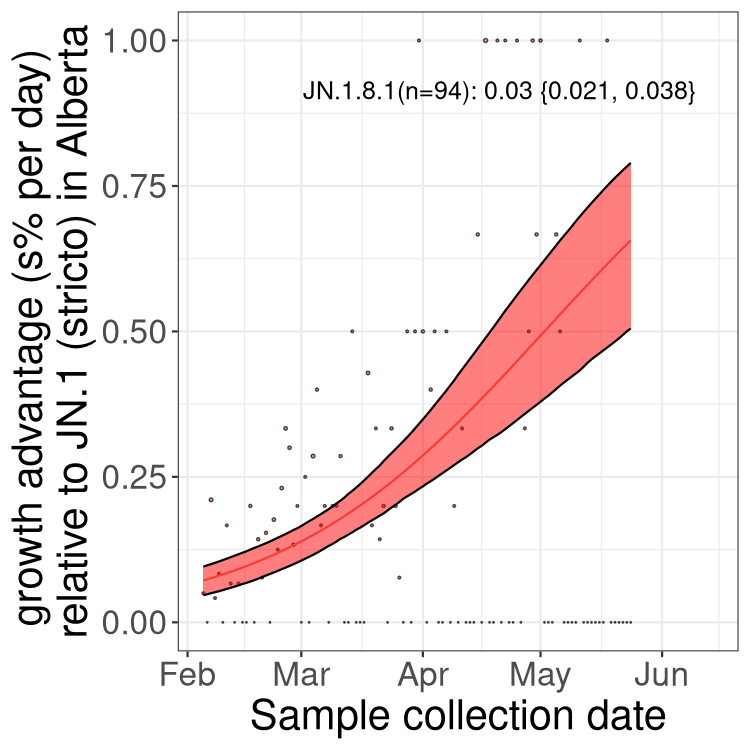 growth advantage (s% per day)
relative to JN.1 (stricto) in Alberta
1.00
0.75
0.50
0.25
0.00
JN.1.8.1(n=94): 0.03 {0.021, 0.038}
Feb Mar Apr May Jun
Sample collection date